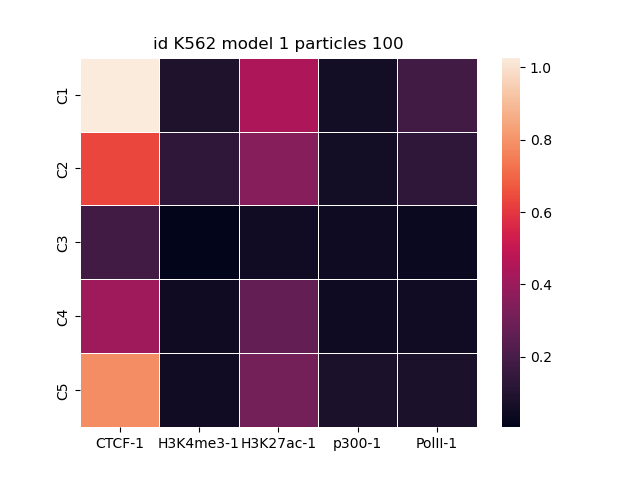 id K562 model 1 particles 100
C1
C2
C3
C4
C5
CTCF-1 H3K4me3-1 H3K27ac-1 p300-1 PolII-1
1.0
0.8
0.6
0.4
0.2